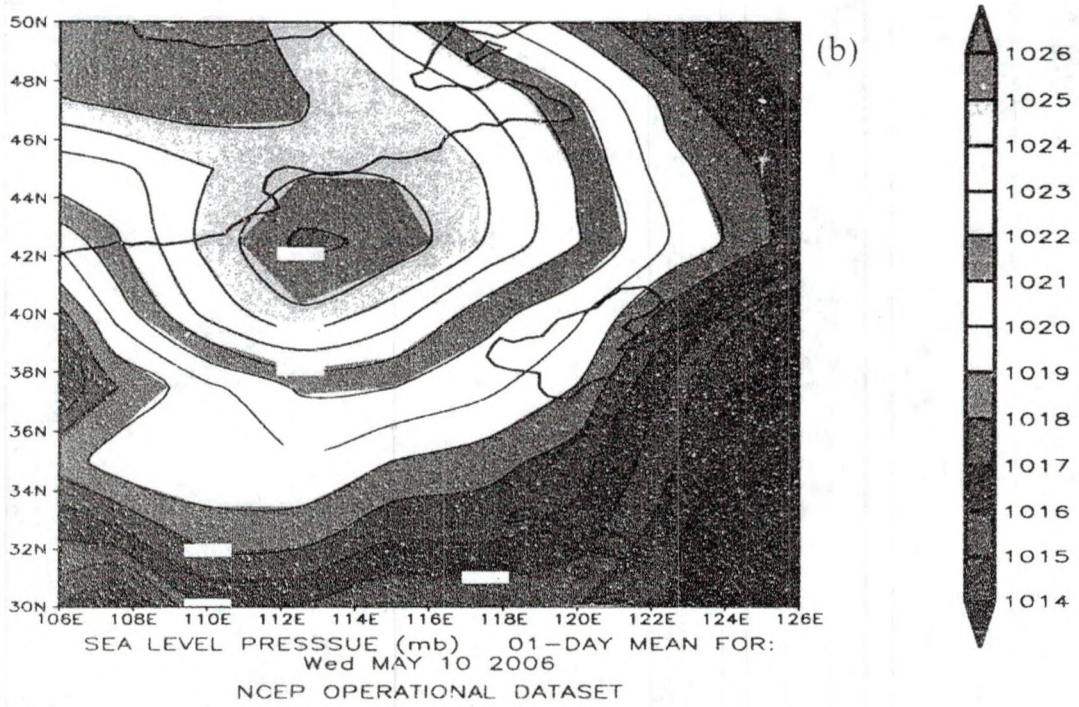 50N
48N
46N
44N
42N
40N
38N
36N
34N
32N
30N
106E 108E 110E 112E 114E 116E 118E 120E 122E 124E 126E
SEA LEVEL PRESSSUE (mb) 01-DAY MEAN FOR:
Wed MAY 10 2006
NCEP OPERATIONAL DATASET
(b)
1026
1025
1024
1023
1022
1021
1020
1019
1018
1017
1016
1015
1014